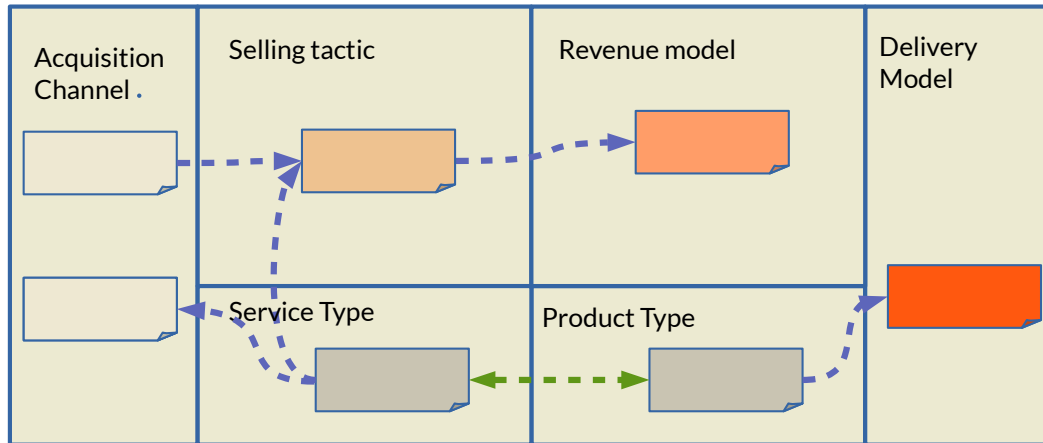 Acquisition
Channel .
Selling tactic
Revenue model
Delivery
Model
Service Type
Product Type